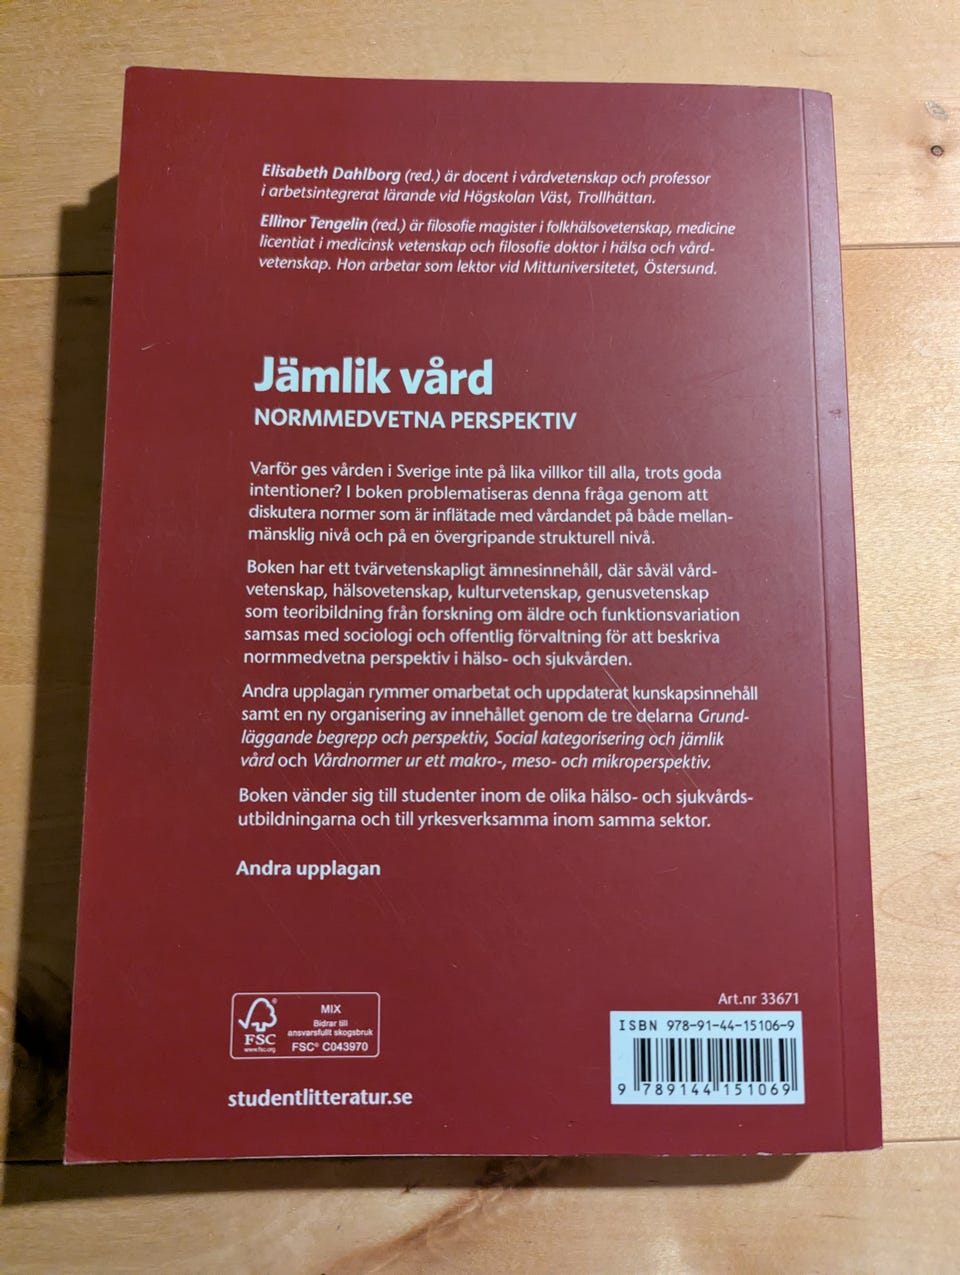 Elisabeth Dahlborg (red.) är docent i vårdvetenskap och professor
i arbetsintegrerat lärande vid Högskolan Väst, Trollhättan.
Ellinor Tengelin (red.) är filosofie magister i folkhälsovetenskap, medicine
licentiat i medicinsk vetenskap och filosofie doktor i hälsa och vård-
vetenskap. Hon arbetar som lektor vid Mittuniversitetet, Östersund.
Jämlik vård
NORMMEDVETNA PERSPEKTIV
Varför ges vården i Sverige inte på lika villkor till alla, trots goda
intentioner? I boken problematiseras denna fråga genom att
diskutera normer som är inflätade med vårdandet på både mellan-
mänsklig nivå och på en övergripande strukturell nivå.
Boken har ett tvärvetenskapligt ämnesinnehåll, där såväl vård-
vetenskap, hälsovetenskap, kulturvetenskap, genusvetenskap
som teoribildning från forskning om äldre och funktionsvariation
samsas med sociologi och offentlig förvaltning för att beskriva
normmedvetna perspektiv i hälso- och sjukvården.
Andra upplagan rymmer omarbetat och uppdaterat kunskapsinnehåll
samt en ny organisering av innehållet genom de tre delarna Grund-
läggande begrepp och perspektiv, Social kategorisering och jämlik
vård och Vårdnormer ur ett makro-, meso- och mikroperspektiv.
Boken vänder sig till studenter inom de olika hälso- och sjukvårds-
utbildningarna och till yrkesverksamma inom samma sektor.
Andra upplagan
FSC
www.fsc.org
MIX
Bidrar till
ansvarsfullt skogsbruk
FSC® C043970
studentlitteratur.se
Art.nr 33671
ISBN 978-91-44-15106-9
9 789144 151069